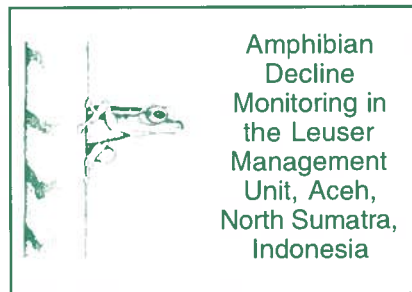 Amphibian
Decline
Monitoring in
the Leuser
Management
Unit, Aceh,
North Sumatra,
Indonesia